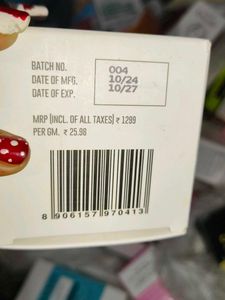 BATCH NO. 004
DATE OF MFG. 10/24
DATE OF EXP. 10/27
MRP [INCL. OF ALL TAXES] ₹ 1299
PER GM. ₹ 25.98
8 906157 970413